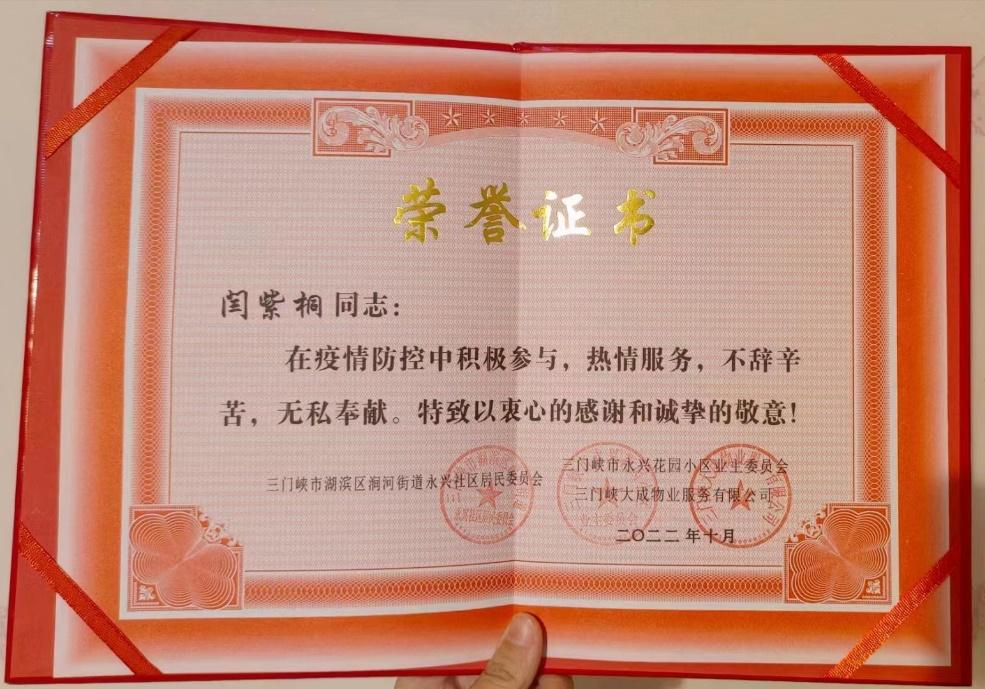 荣誉证书
闫紫桐同志：
在疫情防控中积极参与，热情服务，不辞辛
苦，无私奉献。特致以衷心的感谢和诚挚的敬意！
三门峡市湖滨区涧河街道永兴社区居民委员会
三门峡市永兴花园小区业主委员会
三门峡大成物业服务有限公司
业主委员会
二〇二二年十月